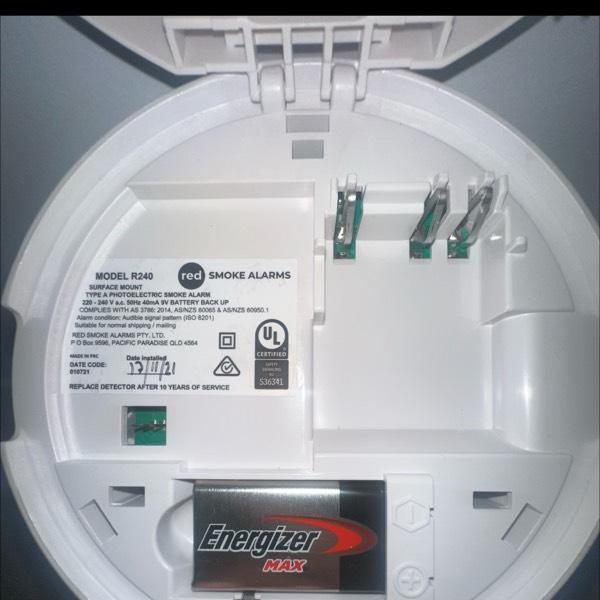 MODEL R240
red SMOKE ALARMS
SURFACE MOUNT
TYPE A PHOTOELECTRIC SMOKE ALARM
220 - 240 V a.c. 50Hz 40mA 9V BATTERY BACK UP
COMPLIES WITH AS 3786: 2014, AS/NZS 60065 & AS/NZS 60950.1
Alarm condition: Audible signal pattern (ISO 8201)
Suitable for normal shipping / mailing
RED SMOKE ALARMS PTY. LTD.
P O Box 9596, PACIFIC PARADISE QLD 4564
MADE IN PRC
DATE CODE:
010721
Date installed
17/11/21
REPLACE DETECTOR AFTER 10 YEARS OF SERVICE
UL
CERTIFIED
SAFETY
SIGNALING
AU
S36341
Energizer
MAX